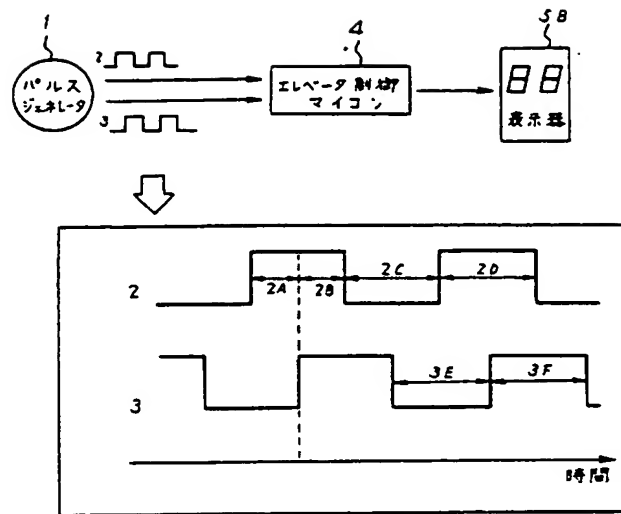 1
パルス
ジェネレータ
2
3
4
エレベータ制御
マイコン
5B
88
表示器
2
2A
2B
2C
2D
3
3E
3F
時間